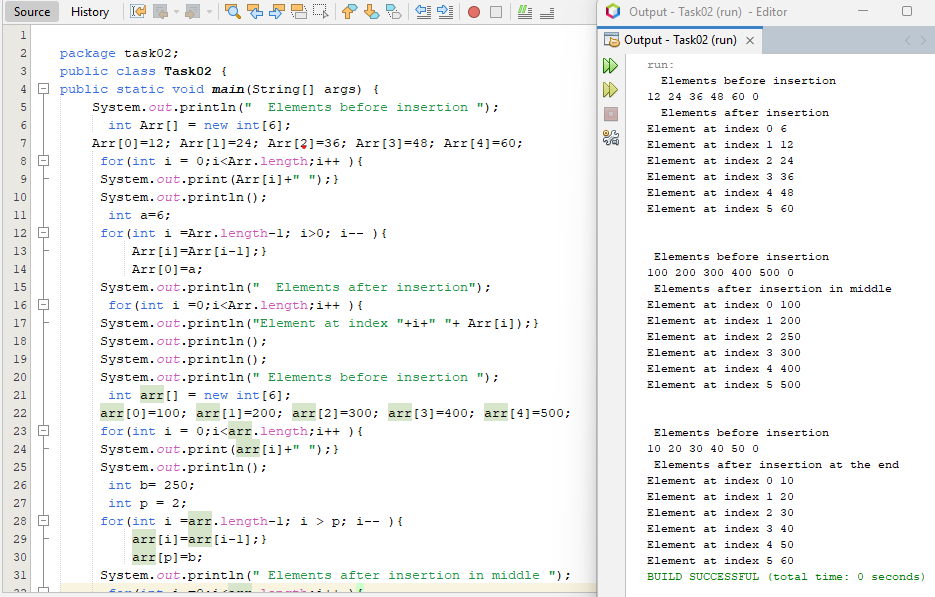 Source History
1
2 package task02;
3 public class Task02 {
4 public static void main(String[] args) {
5 System.out.println("  Elements before insertion ");
6 int Arr[] = new int[6];
7 Arr[0]=12; Arr[1]=24; Arr[2]=36; Arr[3]=48; Arr[4]=60;
8 for(int i = 0;i<Arr.length;i++ ){
9 System.out.print(Arr[i]+" ");}
10 System.out.println();
11 int a=6;
12 for(int i =Arr.length-1; i>0; i-- ){
13 Arr[i]=Arr[i-1];}
14 Arr[0]=a;
15 System.out.println("  Elements after insertion");
16 for(int i =0;i<Arr.length;i++ ){
17 System.out.println("Element at index "+i+" "+ Arr[i]);}
18 System.out.println();
19 System.out.println();
20 System.out.println(" Elements before insertion ");
21 int arr[] = new int[6];
22 arr[0]=100; arr[1]=200; arr[2]=300; arr[3]=400; arr[4]=500;
23 for(int i = 0;i<arr.length;i++ ){
24 System.out.print(arr[i]+" ");}
25 System.out.println();
26 int b= 250;
27 int p = 2;
28 for(int i =arr.length-1; i > p; i-- ){
29 arr[i]=arr[i-1];}
30 arr[p]=b;
31 System.out.println(" Elements after insertion in middle ");
Output - Task02 (run) - Editor
Output - Task02 (run) ×
run:
Elements before insertion
12 24 36 48 60 0
Elements after insertion
Element at index 0 6
Element at index 1 12
Element at index 2 24
Element at index 3 36
Element at index 4 48
Element at index 5 60
Elements before insertion
100 200 300 400 500 0
Elements after insertion in middle
Element at index 0 100
Element at index 1 200
Element at index 2 250
Element at index 3 300
Element at index 4 400
Element at index 5 500
Elements before insertion
10 20 30 40 50 0
Elements after insertion at the end
Element at index 0 10
Element at index 1 20
Element at index 2 30
Element at index 3 40
Element at index 4 50
Element at index 5 60
BUILD SUCCESSFUL (total time: 0 seconds)